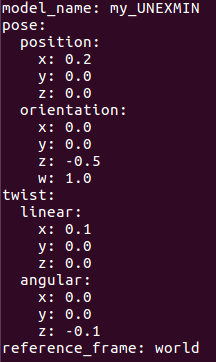 model_name: my_UNEXMIN
pose:
  position:
    x: 0.2
    y: 0.0
    z: 0.0
  orientation:
    x: 0.0
    y: 0.0
    z: -0.5
    w: 1.0
twist:
  linear:
    x: 0.1
    y: 0.0
    z: 0.0
  angular:
    x: 0.0
    y: 0.0
    z: -0.1
reference_frame: world